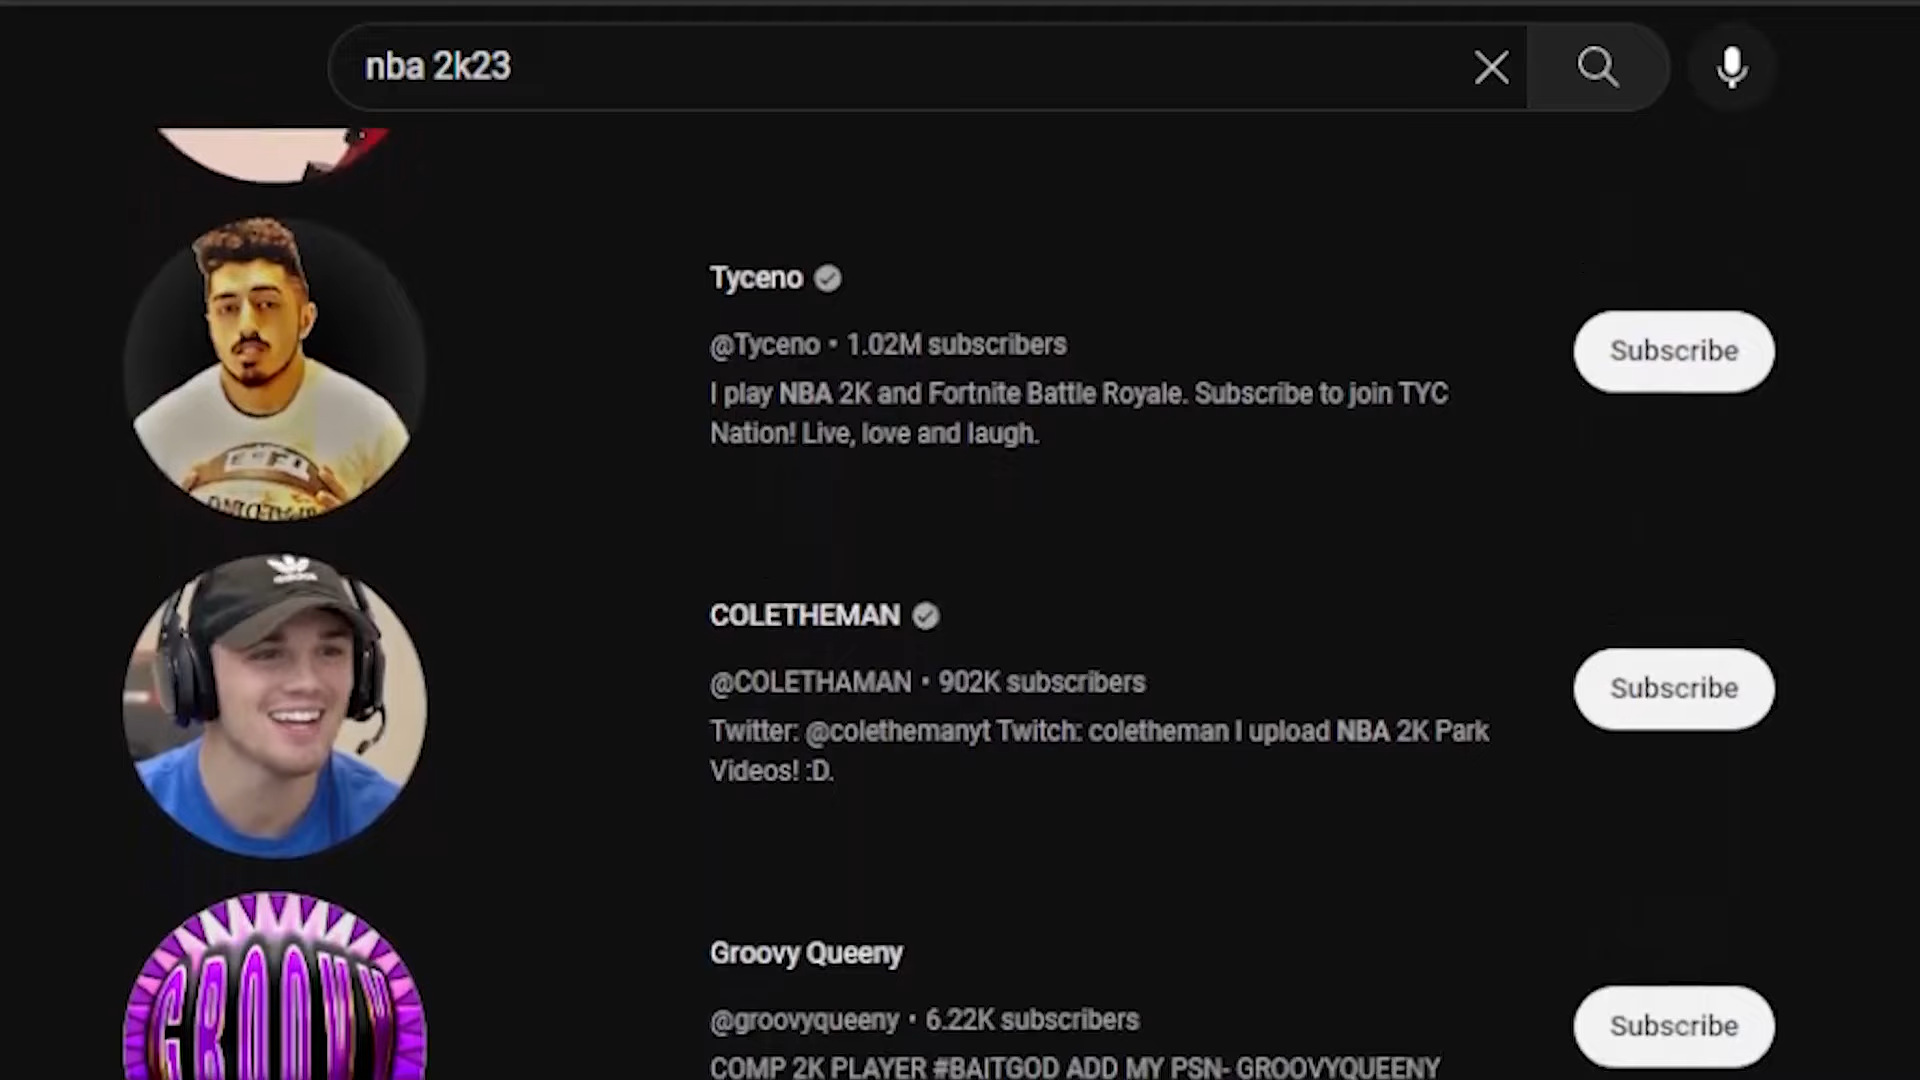 nba 2k23
Tyceno
@Tyceno • 1.02M subscribers
Subscribe
I play NBA 2K and Fortnite Battle Royale. Subscribe to join TYC
Nation! Live, love and laugh.
adidas
COLETHEMAN
@COLETHAMAN • 902K subscribers
Subscribe
Twitter: @colethemanyt Twitch: coletheman I upload NBA 2K Park
Videos! :D.
GROOVY
Groovy Queeny
@groovyqueeny • 6.22K subscribers
Subscribe
COMP 2K PLAYER #BAITGOD ADD MY PSN- GROOVYQUEENY